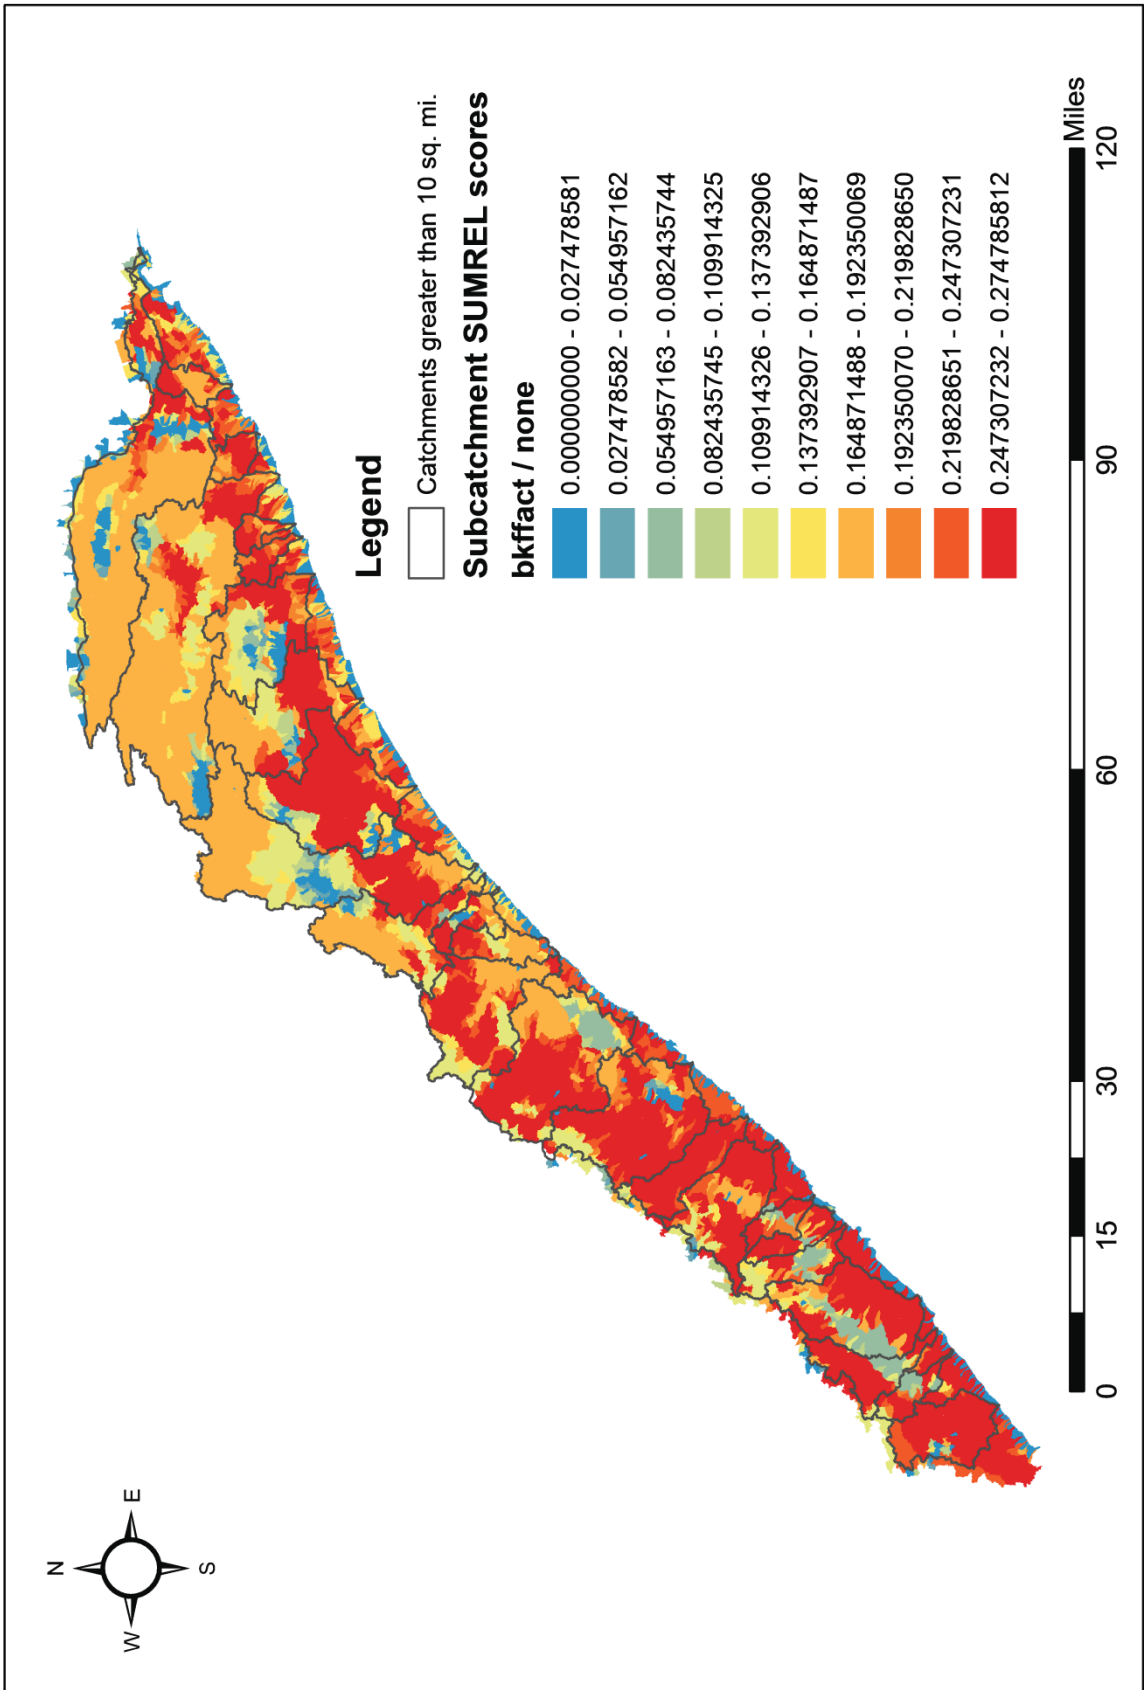 N
W E
S
Legend
Catchments greater than 10 sq. mi.
Subcatchment SUMREL scores
bkffact / none
0.000000000 - 0.027478581
0.027478582 - 0.054957162
0.054957163 - 0.082435744
0.082435745 - 0.109914325
0.109914326 - 0.137392906
0.137392907 - 0.164871487
0.164871488 - 0.192350069
0.192350070 - 0.219828650
0.219828651 - 0.247307231
0.247307232 - 0.274785812
Miles
0 15 30 60 90 120